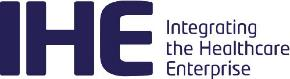 IHE
Integrating
the Healthcare
Enterprise